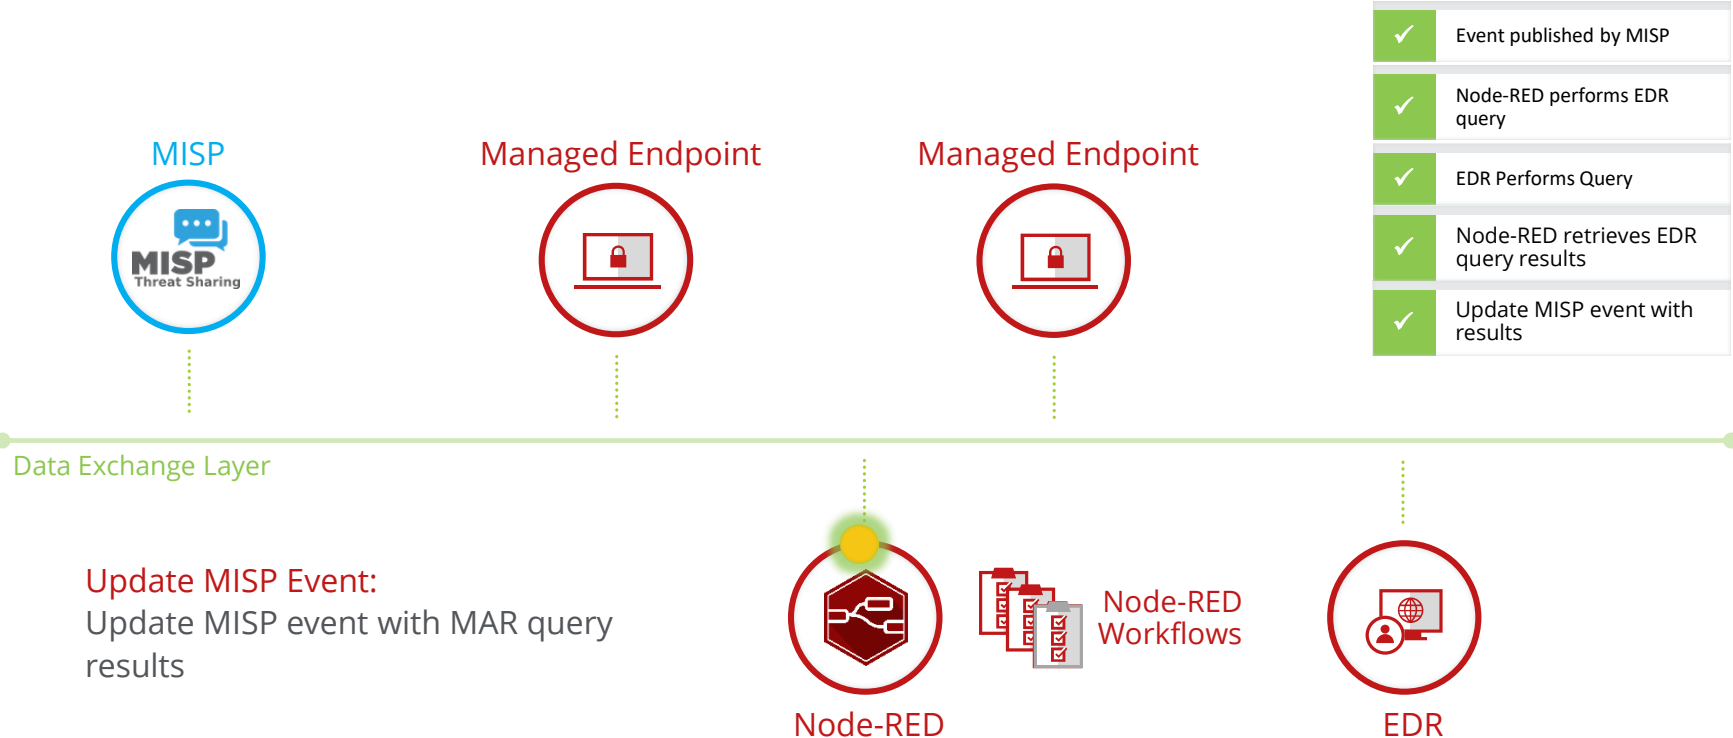 Event published by MISP
Node-RED performs EDR
query
EDR Performs Query
Node-RED retrieves EDR
query results
Update MISP event with
results
MISP
Managed Endpoint
Managed Endpoint
MISP
Threat Sharing
Data Exchange Layer
Update MISP Event:
Update MISP event with MAR query
results
Node-RED
Workflows
Node-RED
EDR